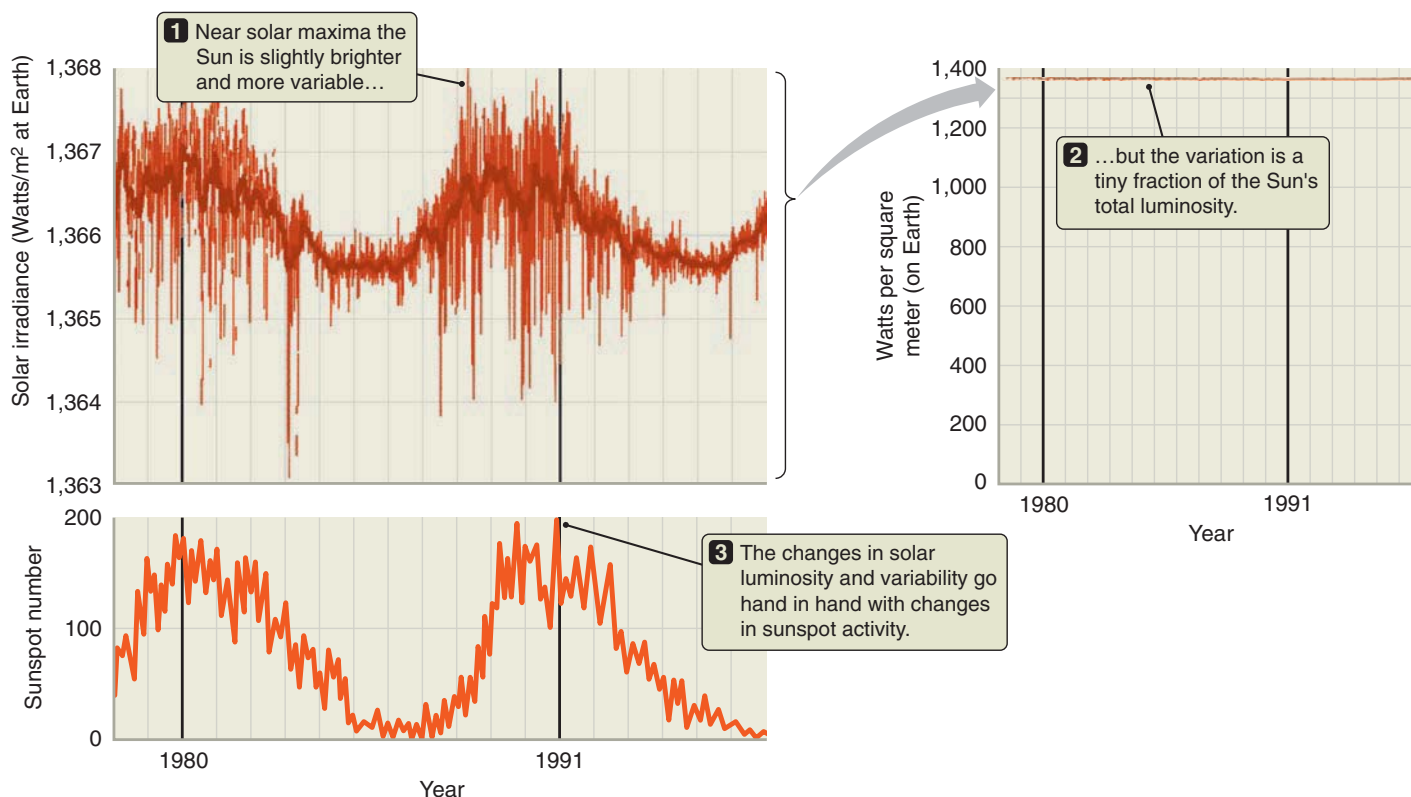 1 Near solar maxima the
Sun is slightly brighter
and more variable…
Solar irradiance (Watts/m² at Earth)
1,368
1,367
1,366
1,365
1,364
1,363
Watts per square
meter (on Earth)
1,400
1,200
1,000
800
600
400
200
0
2 …but the variation is a
tiny fraction of the Sun's
total luminosity.
1980
1991
Year
Sunspot number
200
100
0
3 The changes in solar
luminosity and variability go
hand in hand with changes
in sunspot activity.
1980
1991
Year